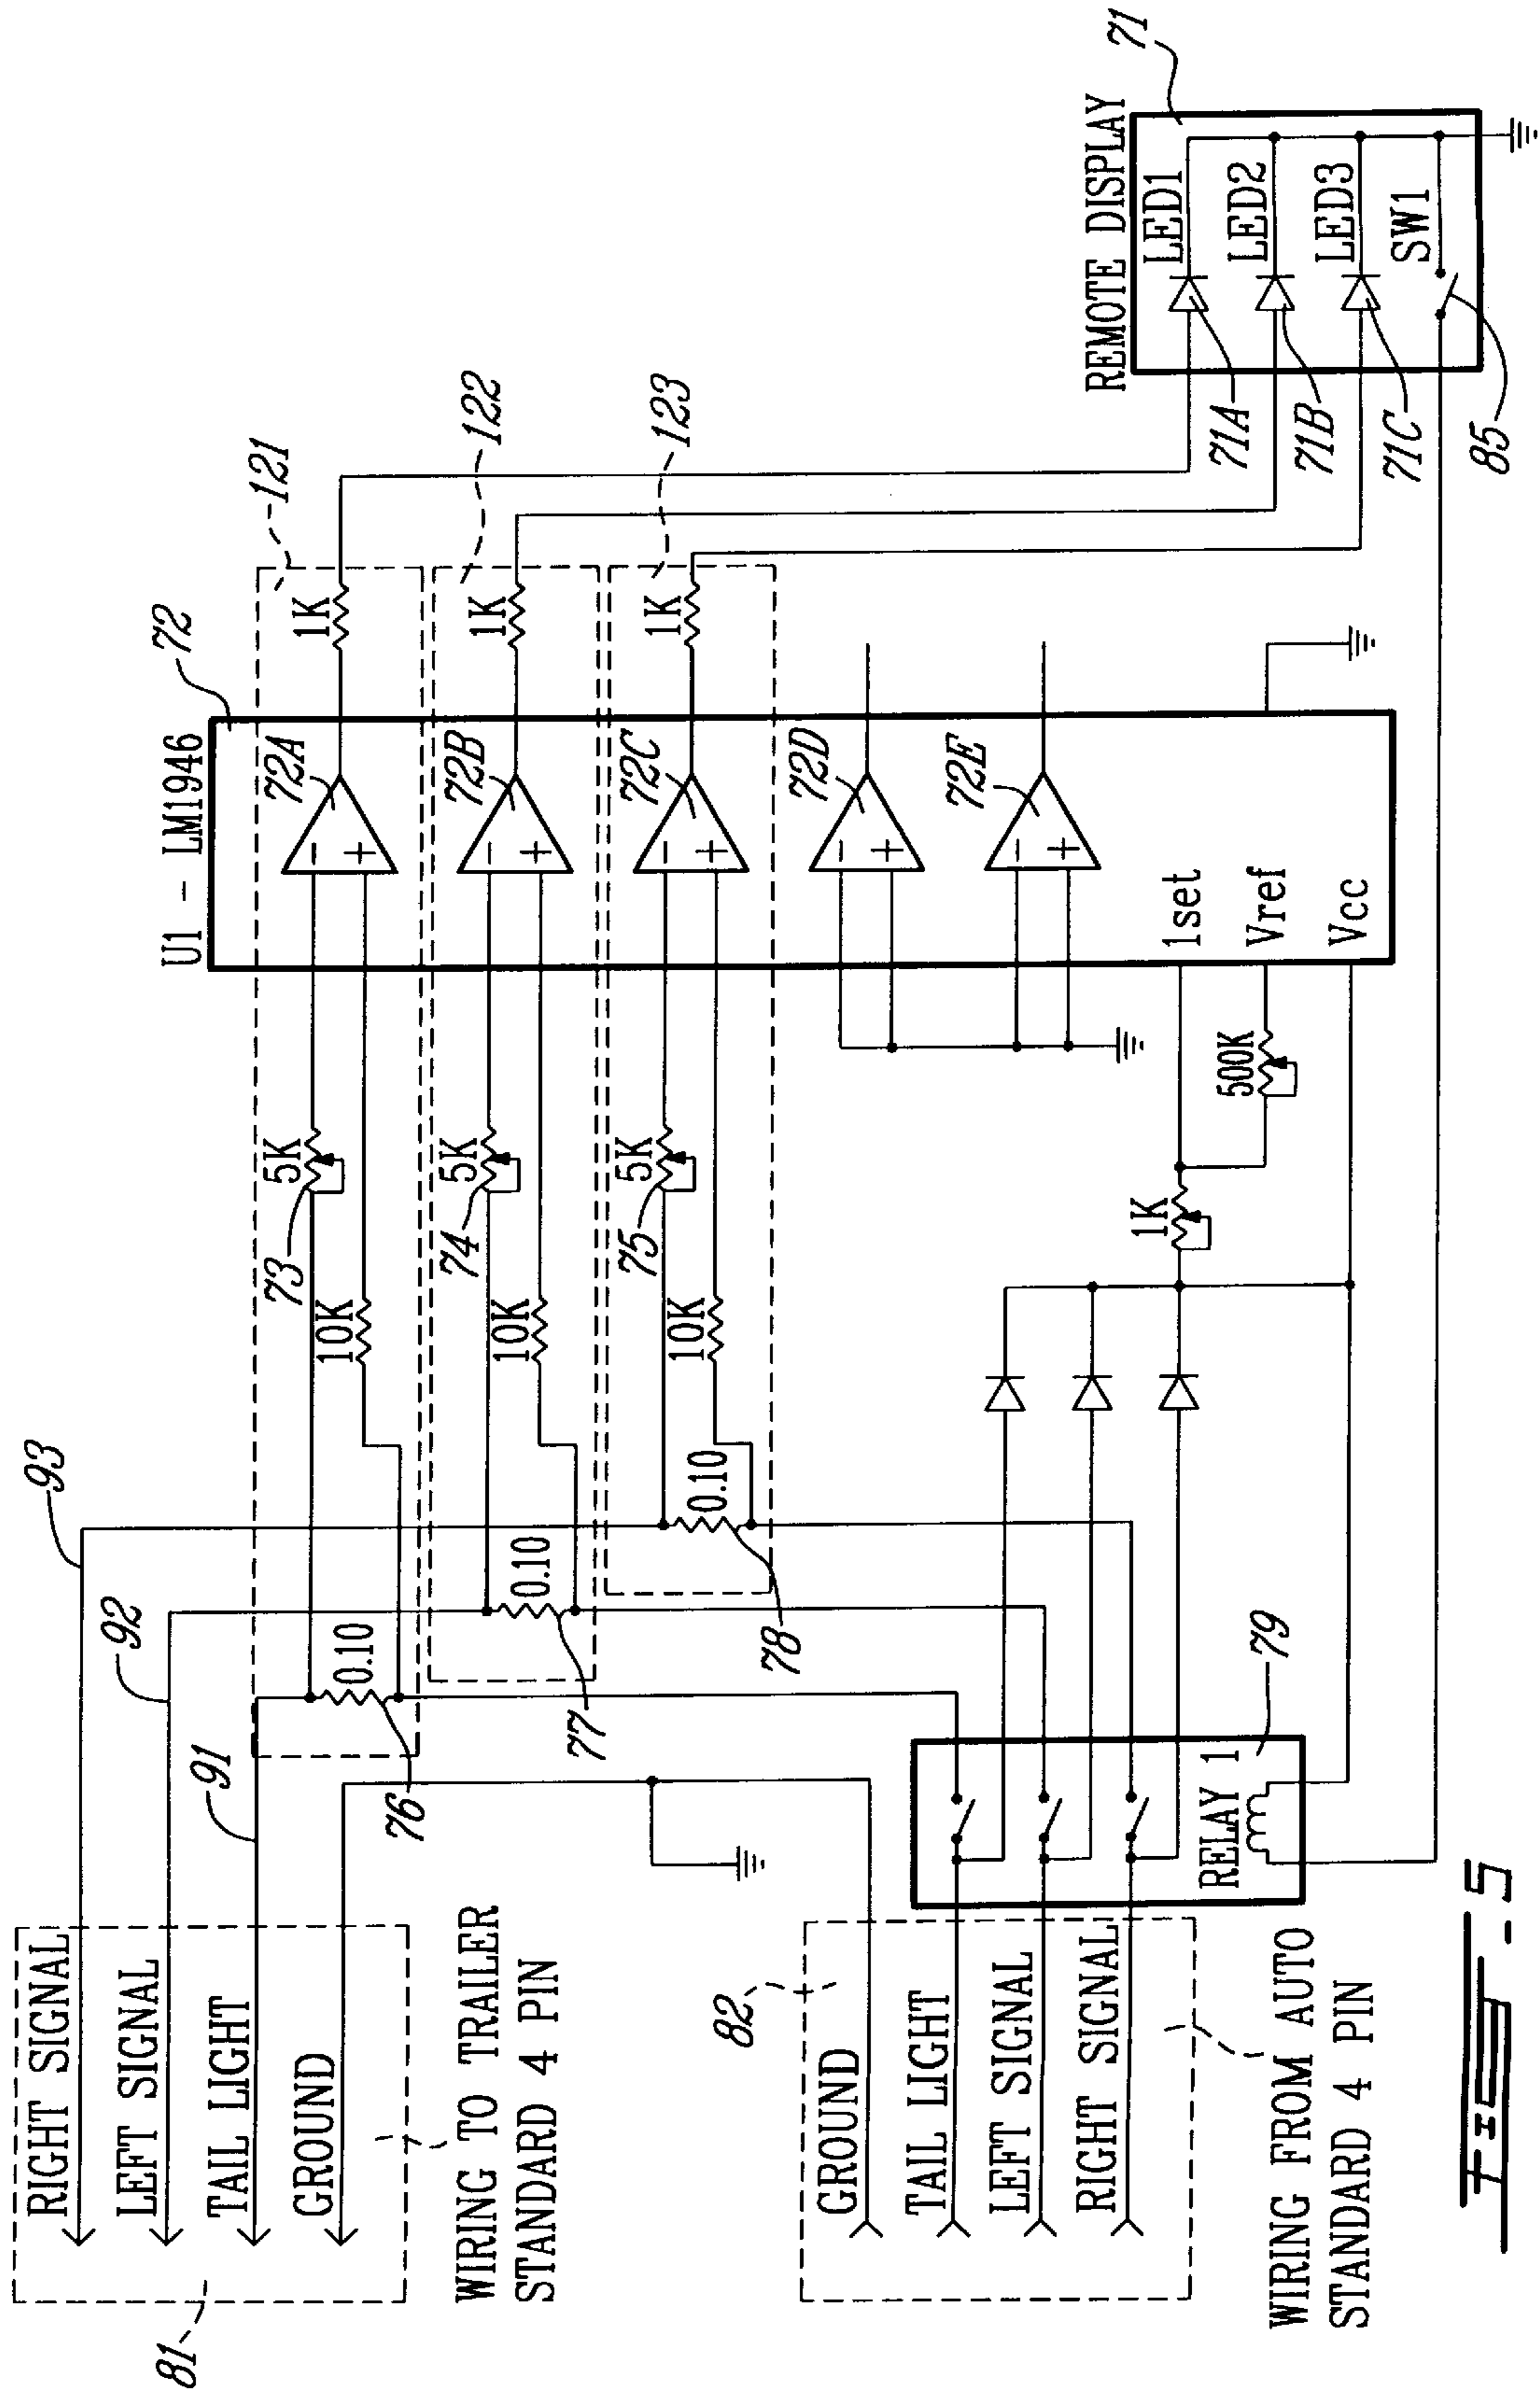 RIGHT SIGNAL
LEFT SIGNAL
TAIL LIGHT
GROUND
81
WIRING TO TRAILER
STANDARD 4 PIN
93
92
91
0.10
76
0.10
77
0.10
78
82
GROUND
TAIL LIGHT
LEFT SIGNAL
RIGHT SIGNAL
WIRING FROM AUTO
STANDARD 4 PIN
RELAY 1
79
5K
73
10K
5K
74
10K
5K
75
10K
1K
500K
U1 - LM1946
72
72A
72B
72C
72D
72E
-
+
-
+
-
+
-
+
-
+
1set
Vref
Vcc
1K
121
1K
122
1K
123
REMOTE DISPLAY
71
LED1
LED2
LED3
SW1
71A
71B
71C
85
FIG - 5